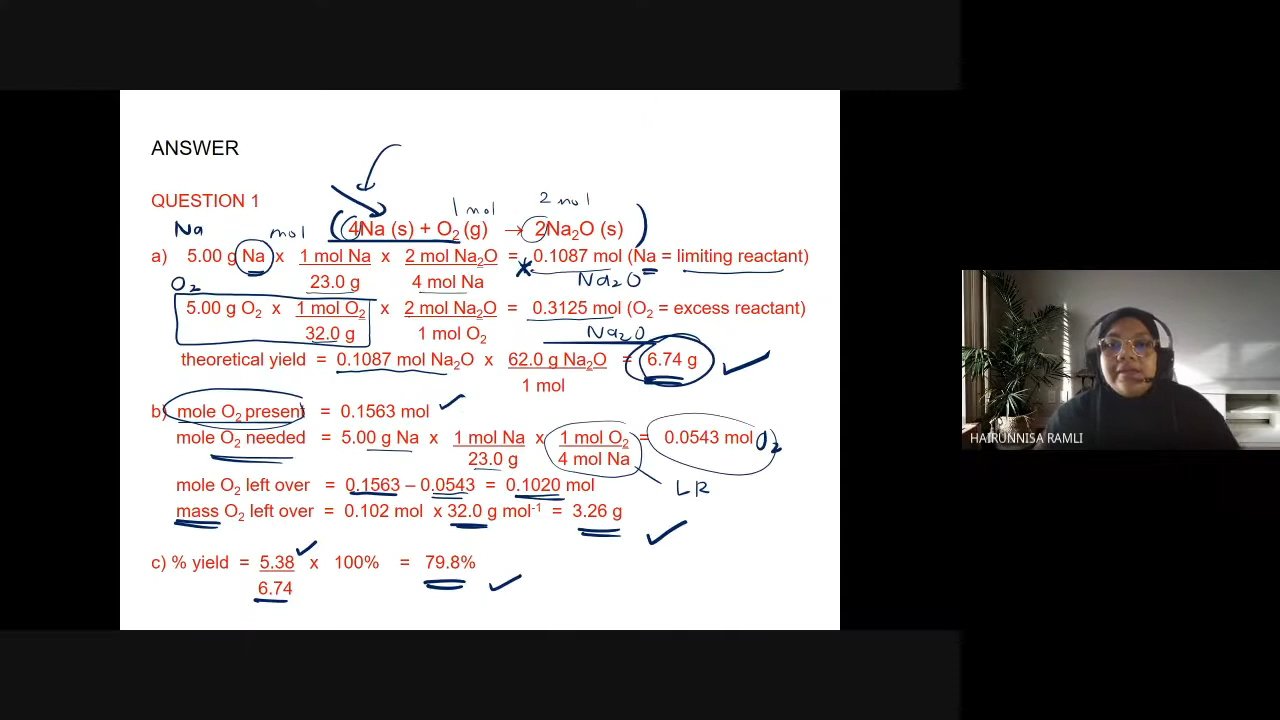 ANSWER
QUESTION 1
1 mol
2 mol
Na
mol
(4Na (s) + O₂ (g) → 2Na₂O (s))
a) 5.00 g Na x 1 mol Na x 2 mol Na₂O = 0.1087 mol (Na = limiting reactant)
23.0 g 4 mol Na
* Na₂O
O₂
5.00 g O₂ x 1 mol O₂ x 2 mol Na₂O = 0.3125 mol (O₂ = excess reactant)
32.0 g 1 mol O₂
Na₂O
theoretical yield = 0.1087 mol Na₂O x 62.0 g Na₂O = 6.74 g ✓
1 mol
b) mole O₂ present = 0.1563 mol ✓
mole O₂ needed = 5.00 g Na x 1 mol Na x 1 mol O₂ = 0.0543 mol O₂
23.0 g 4 mol Na
mole O₂ left over = 0.1563 – 0.0543 = 0.1020 mol
LR
mass O₂ left over = 0.102 mol x 32.0 g mol⁻¹ = 3.26 g ✓
c) % yield = 5.38 ✓ x 100% = 79.8% ✓
6.74
HAIRUNNISA RAMLI